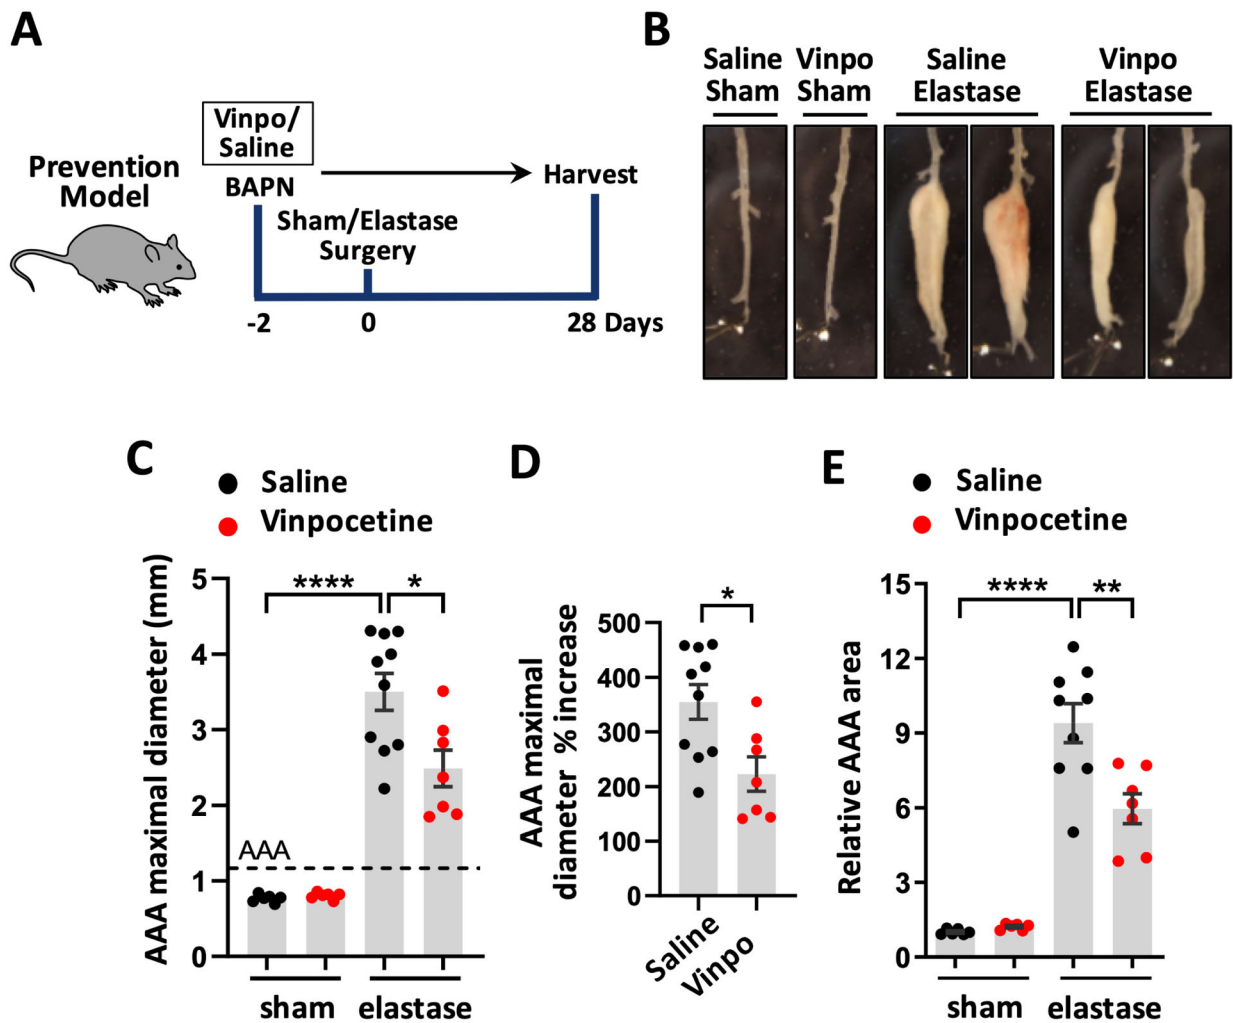 A
Vinpo/
Saline
BAPN
Prevention
Model
Sham/Elastase
Surgery
Harvest
-2
0
28 Days
B
Saline
Sham
Vinpo
Sham
Saline
Elastase
Vinpo
Elastase
C
Saline
Vinpocetine
AAA maximal diameter (mm)
5
4
3
2
1
0
****
*
AAA
sham
elastase
D
AAA maximal
diameter % increase
500
400
300
200
100
0
*
Saline
Vinpo
E
Saline
Vinpocetine
Relative AAA area
15
12
9
6
3
0
****
**
sham
elastase